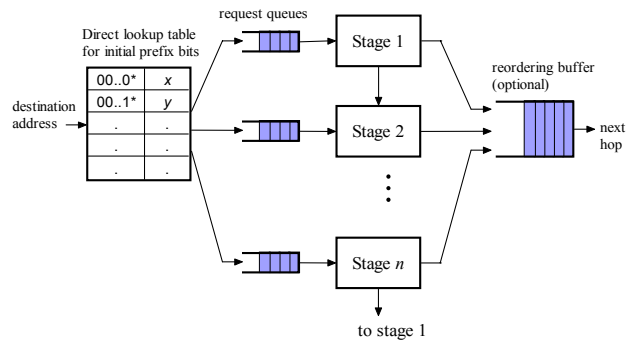 request queues
Direct lookup table
for initial prefix bits
00..0* x
00..1* y
. .
. .
. .
destination
address
Stage 1
Stage 2
Stage n
to stage 1
reordering buffer
(optional)
next
hop